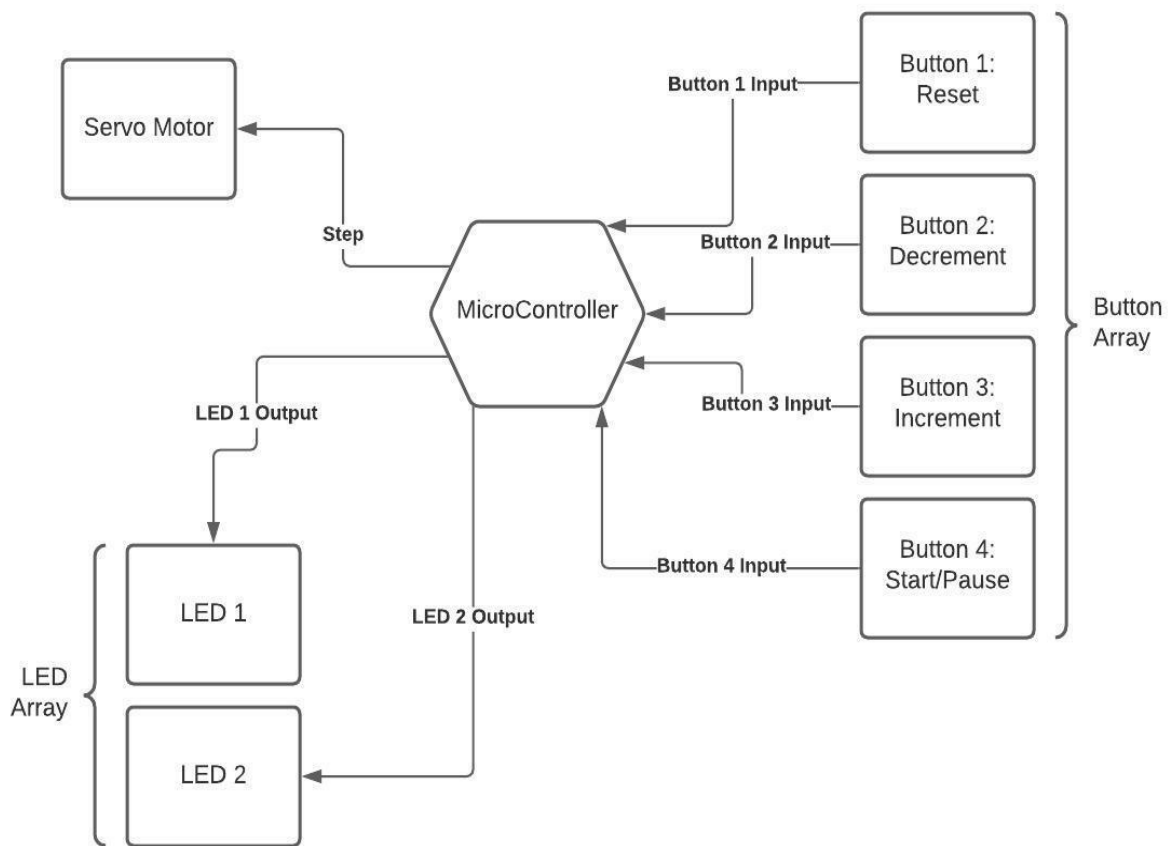 Button 1:
Reset
Button 1 Input
Servo Motor
Button 2:
Decrement
Button 2 Input
Step
MicroController
Button
Array
Button 3:
Increment
Button 3 Input
LED 1 Output
Button 4:
Start/Pause
Button 4 Input
LED 1
LED 2 Output
LED
Array
LED 2